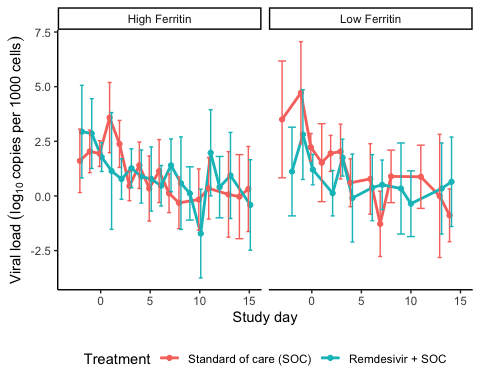 High Ferritin Low Ferritin
7.5
5.0
2.5
0.0
-2.5
Viral load (log10 copies per 1000 cells)
0 5 10 15 0 5 10 15
Study day
Treatment Standard of care (SOC) Remdesivir + SOC